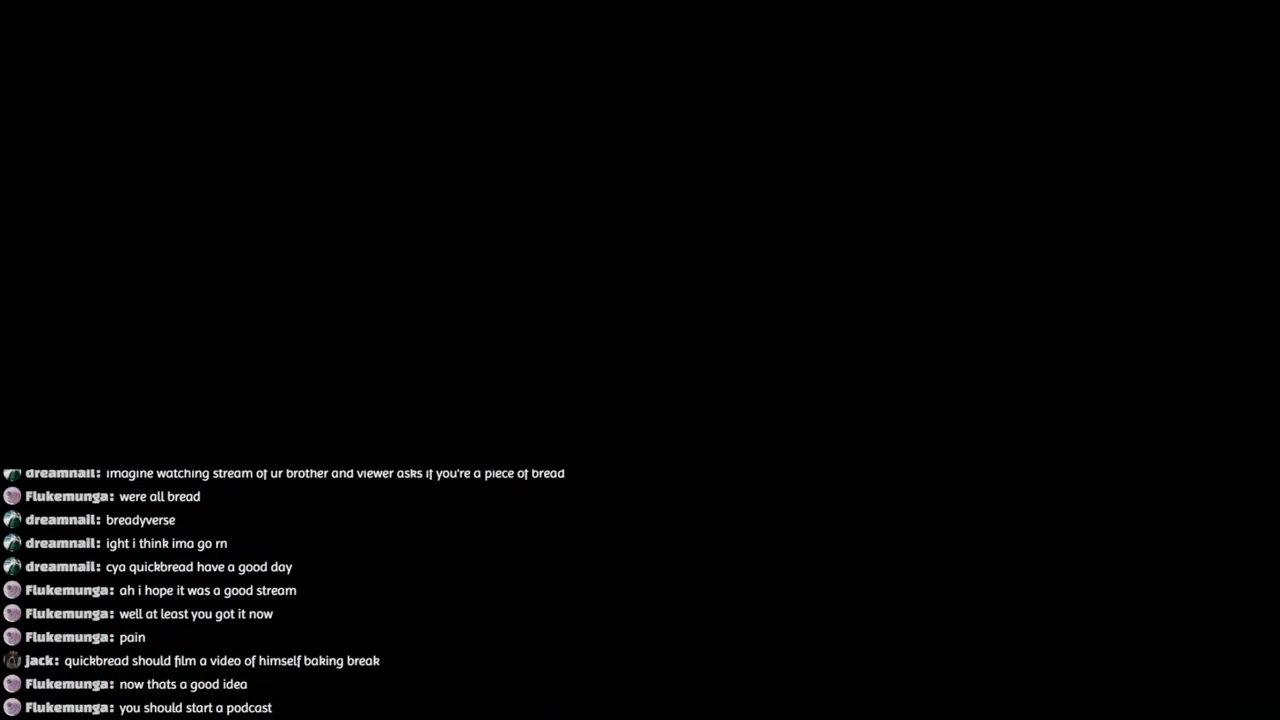 dreamnail: imagine watching stream of ur brother and viewer asks if you're a piece of bread
Flukemunga: were all bread
dreamnail: breadyverse
dreamnail: ight i think ima go rn
dreamnail: cya quickbread have a good day
Flukemunga: ah i hope it was a good stream
Flukemunga: well at least you got it now
Flukemunga: pain
jack: quickbread should film a video of himself baking break
Flukemunga: now thats a good idea
Flukemunga: you should start a podcast